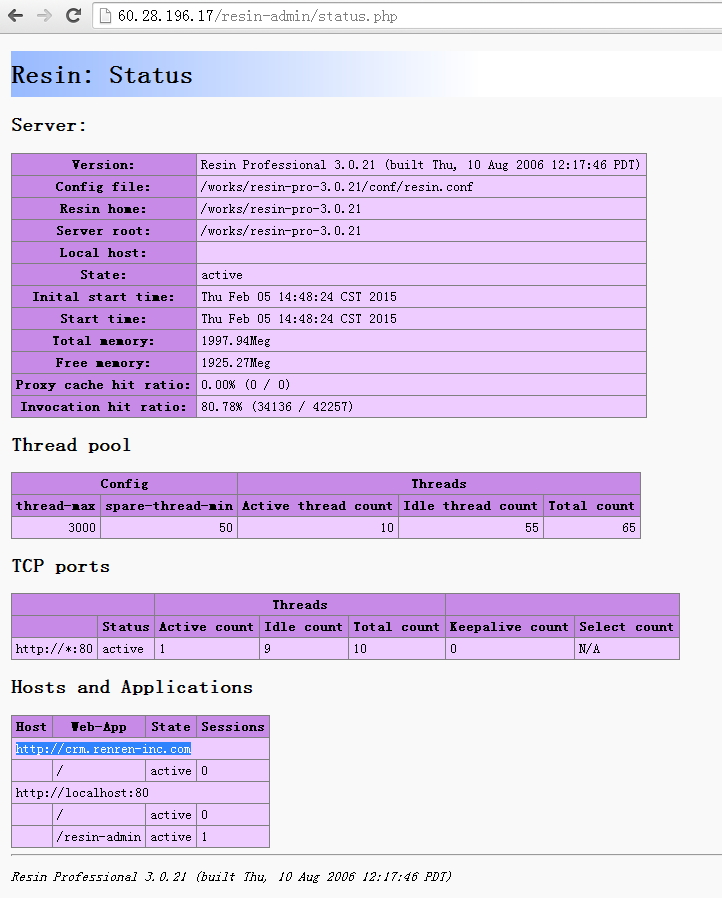 60.28.196.17/resin-admin/status.php
Resin: Status
Server:
Version: Resin Professional 3.0.21 (built Thu, 10 Aug 2006 12:17:46 PDT)
Config file: /works/resin-pro-3.0.21/conf/resin.conf
Resin home: /works/resin-pro-3.0.21
Server root: /works/resin-pro-3.0.21
Local host:
State: active
Inital start time: Thu Feb 05 14:48:24 CST 2015
Start time: Thu Feb 05 14:48:24 CST 2015
Total memory: 1997.94Meg
Free memory: 1925.27Meg
Proxy cache hit ratio: 0.00% (0 / 0)
Invocation hit ratio: 80.78% (34136 / 42257)
Thread pool
Config Threads
thread-max spare-thread-min Active thread count Idle thread count Total count
3000 50 10 55 65
TCP ports
Threads
Status Active count Idle count Total count Keepalive count Select count
http://*:80 active 1 9 10 0 N/A
Hosts and Applications
Host Web-App State Sessions
http://crm.renren-inc.com
/ active 0
http://localhost:80
/ active 0
/resin-admin active 1
Resin Professional 3.0.21 (built Thu, 10 Aug 2006 12:17:46 PDT)